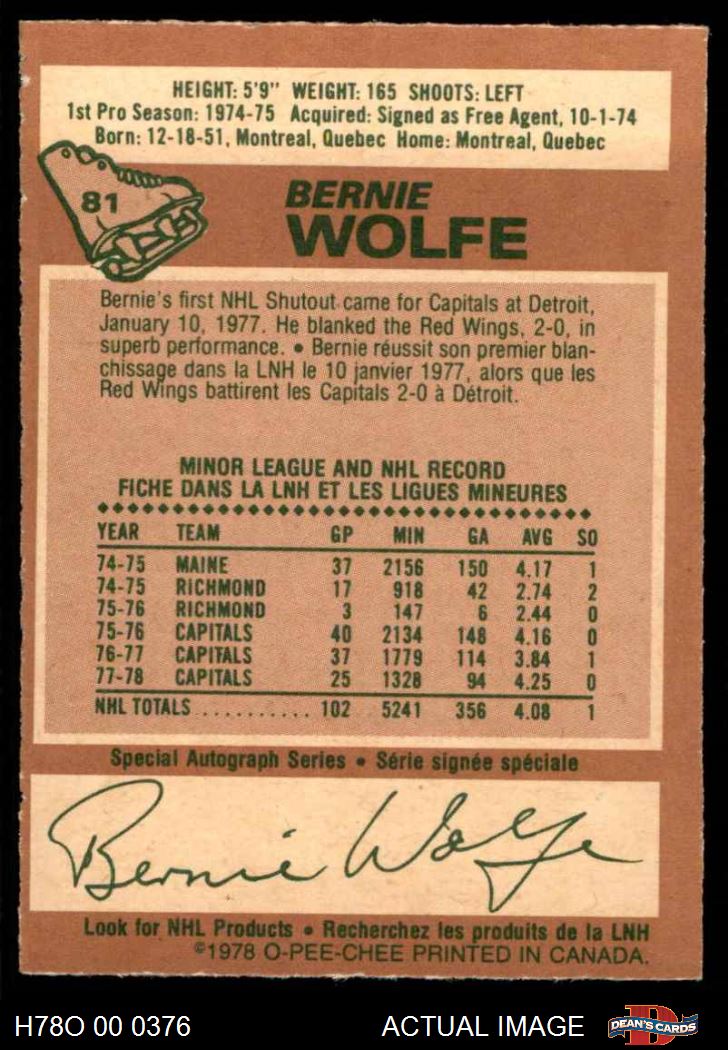 HEIGHT: 5'9" WEIGHT: 165 SHOOTS: LEFT
1st Pro Season: 1974-75 Acquired: Signed as Free Agent, 10-1-74
Born: 12-18-51, Montreal, Quebec Home: Montreal, Quebec
81
BERNIE
WOLFE
Bernie's first NHL Shutout came for Capitals at Detroit,
January 10, 1977. He blanked the Red Wings, 2-0, in
superb performance. • Bernie réussit son premier blan-
chissage dans la LNH le 10 janvier 1977, alors que les
Red Wings battirent les Capitals 2-0 à Détroit.
MINOR LEAGUE AND NHL RECORD
FICHE DANS LA LNH ET LES LIGUES MINEURES
YEAR TEAM GP MIN GA AVG SO
74-75 MAINE 37 2156 150 4.17 1
74-75 RICHMOND 17 918 42 2.74 2
75-76 RICHMOND 3 147 6 2.44 0
75-76 CAPITALS 40 2134 148 4.16 0
76-77 CAPITALS 37 1779 114 3.84 1
77-78 CAPITALS 25 1328 94 4.25 0
NHL TOTALS ........... 102 5241 356 4.08 1
Special Autograph Series • Série signée spéciale
Bernie Wolfe
Look for NHL Products • Recherchez les produits de la LNH
©1978 O-PEE-CHEE PRINTED IN CANADA.
H78O 00 0376 ACTUAL IMAGE D DEAN'S CARDS